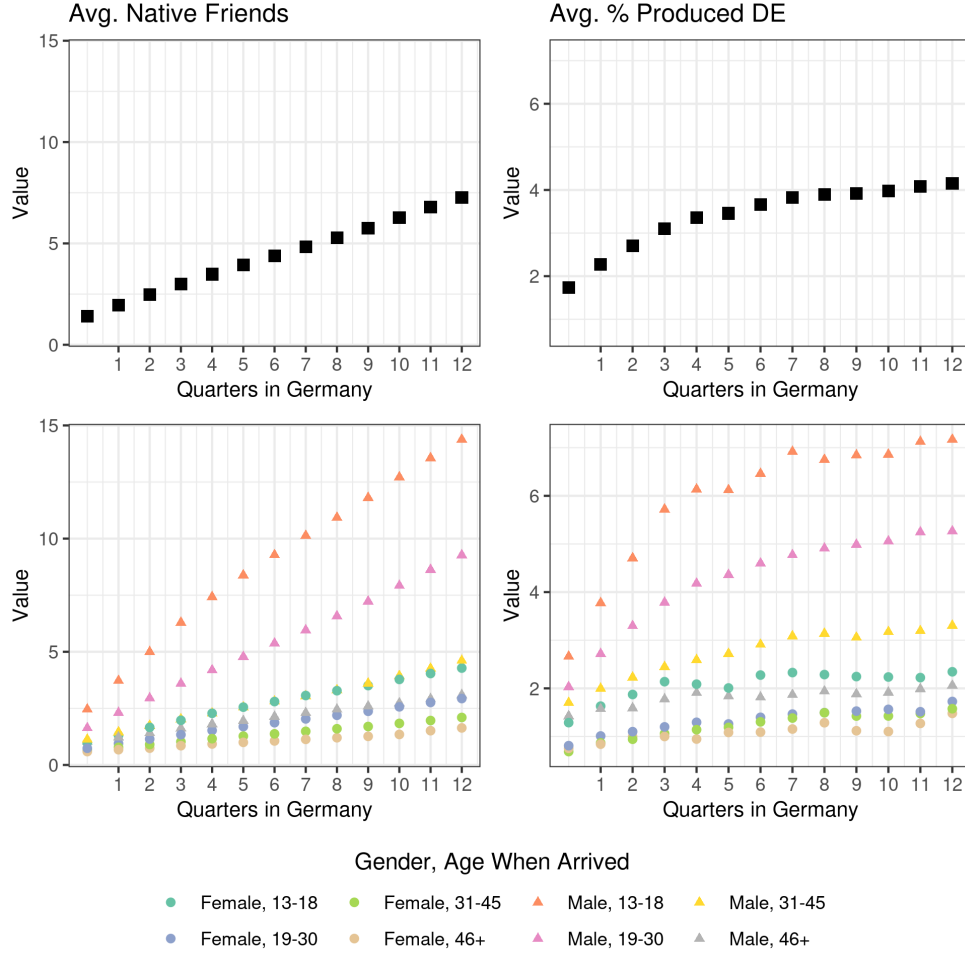 Avg. Native Friends
Avg. % Produced DE
Value
15
10
5
0
1 2 3 4 5 6 7 8 9 10 11 12
Quarters in Germany
Value
6
4
2
1 2 3 4 5 6 7 8 9 10 11 12
Quarters in Germany
Value
15
10
5
0
1 2 3 4 5 6 7 8 9 10 11 12
Quarters in Germany
Value
6
4
2
1 2 3 4 5 6 7 8 9 10 11 12
Quarters in Germany
Gender, Age When Arrived
Female, 13-18 Female, 31-45 Male, 13-18 Male, 31-45
Female, 19-30 Female, 46+ Male, 19-30 Male, 46+